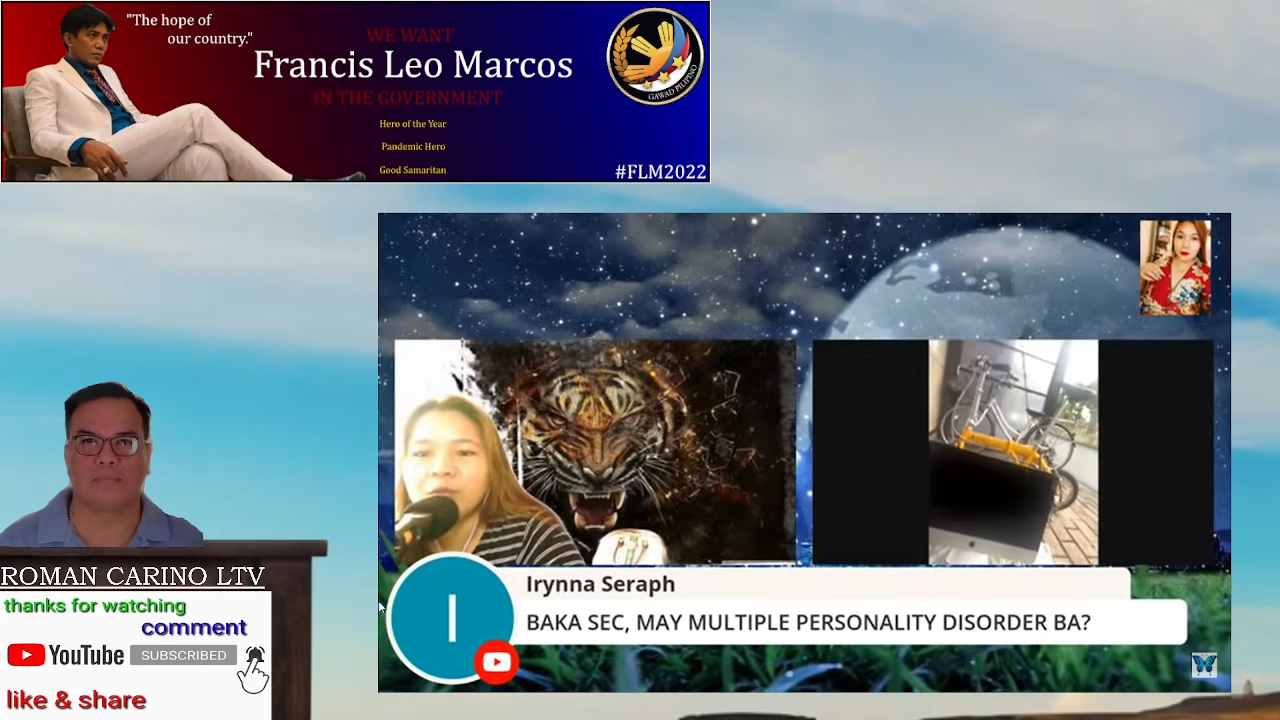 "The hope of
our country."
WE WANT
Francis Leo Marcos
IN THE GOVERNMENT
Hero of the Year
Pandemic Hero
Good Samaritan
GAWAD PILIPINO
#FLM2022
Irynna Seraph
I
BAKA SEC, MAY MULTIPLE PERSONALITY DISORDER BA?
ROMAN CARINO LTV
thanks for watching
comment
YouTube SUBSCRIBED
like & share